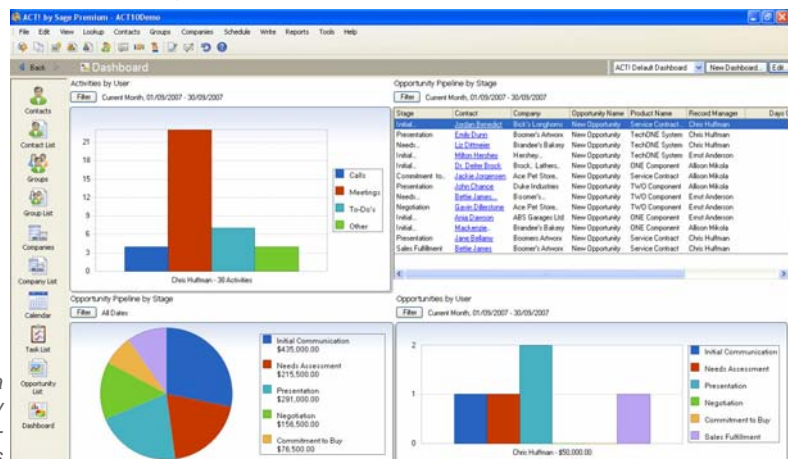 ACT! by Sage Premium - ACT10Demo
File Edit View Lookup Contacts Groups Companies Schedule Write Reports Tools Help
Back Dashboard ACT! Default Dashboard New Dashboard... Edit
Contacts
Contact List
Groups
Group List
Companies
Company List
Calendar
Task List
Opportunity List
Dashboard
Activities by User
Filter Current Month, 01/09/2007 - 30/09/2007
21
18
15
12
9
6
3
0
Calls
Meetings
To-Do's
Other
Chris Huffman - 38 Activities
Opportunity Pipeline by Stage
Filter Current Month, 01/09/2007 - 30/09/2007
Stage Contact Company Opportunity Name Product Name Record Manager Days
Initial... Jordan Benedict Bick's Longhorns New Opportunity Service Contract Chris Huffman
Presentation Emily Dunn Boomer's Artworx New Opportunity TechONE System Chris Huffman
Needs... Liz Dittmeier Brandee's Bakery New Opportunity TechONE System Chris Huffman
Initial... Milton Hershey Hershey... New Opportunity TechONE System Ernst Anderson
Initial... Dr. Deiter Brock Brock, Lathers.. New Opportunity ONE Component Allison Mikola
Commitment to.. Jackie Jorgensen Ace Pet Store.. New Opportunity Service Contract Allison Mikola
Presentation John Chance Duke Industries New Opportunity TWO Component Allison Mikola
Needs... Bettie James... Boomer's... New Opportunity TWO Component Ernst Anderson
Negotiation Gavin Dillestone Ace Pet Store.. New Opportunity TWO Component Ernst Anderson
Initial... Ania Dawson ABS Garages Ltd New Opportunity ONE Component Ernst Anderson
Initial... Mackenzie.. Brandee's Bakery New Opportunity ONE Component Allison Mikola
Presentation Jane Bellamy Boomers Artworx New Opportunity Service Contract Chris Huffman
Sales Fulfillment Bettie James Boomer's Artworx New Opportunity Service Contract Chris Huffman
Opportunity Pipeline by Stage
Filter All Dates
Initial Communication
$435,000.00
Needs Assessment
$215,500.00
Presentation
$291,000.00
Negotiation
$156,500.00
Commitment to Buy
$76,500.00
Opportunities by User
Filter Current Month, 01/09/2007 - 30/09/2007
2
1
0
Initial Communication
Needs Assessment
Presentation
Negotiation
Commitment to Buy
Sales Fulfillment
Chris Huffman - $50,000.00